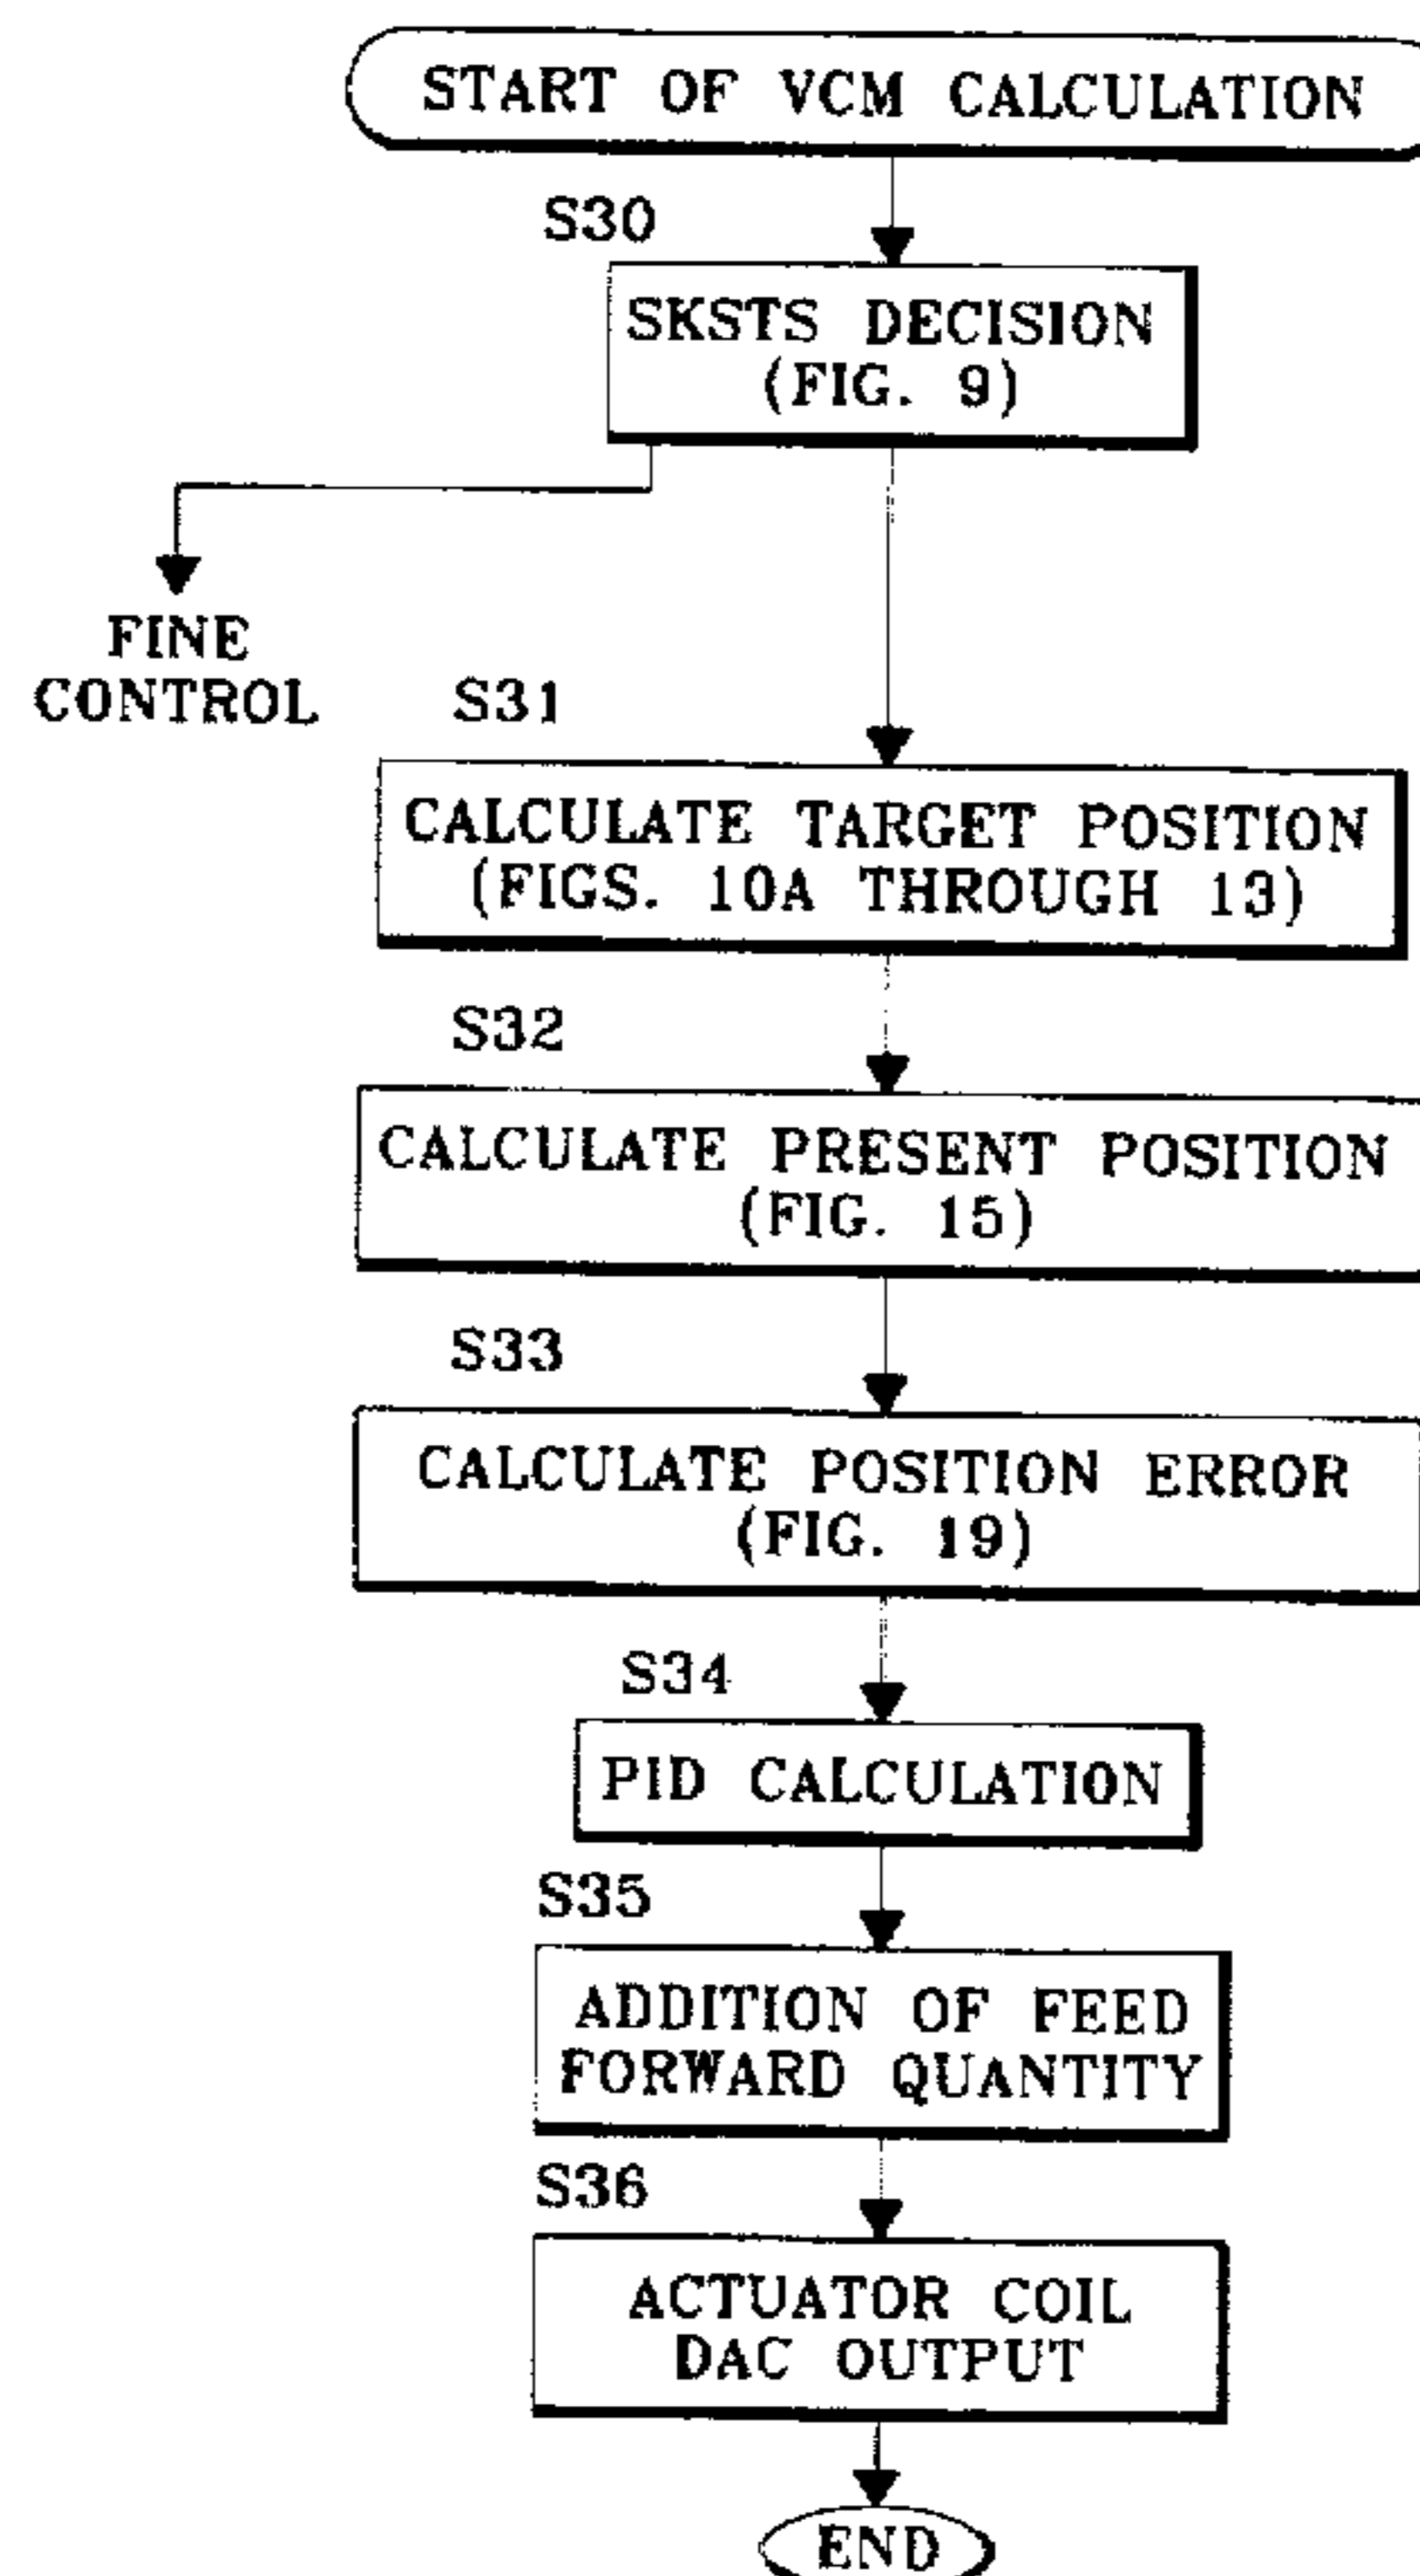 START OF VCM CALCULATION
S30
SKSTS DECISION
(FIG. 9)
FINE
CONTROL
S31
CALCULATE TARGET POSITION
(FIGS. 10A THROUGH 13)
S32
CALCULATE PRESENT POSITION
(FIG. 15)
S33
CALCULATE POSITION ERROR
(FIG. 19)
S34
PID CALCULATION
S35
ADDITION OF FEED
FORWARD QUANTITY
S36
ACTUATOR COIL
DAC OUTPUT
END